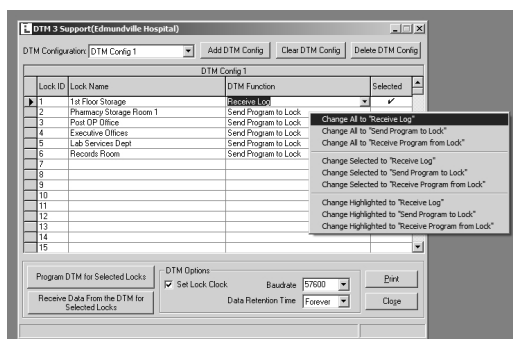 DTM 3 Support(Edmundville Hospital)
DTM Configuration: DTM Config 1 Add DTM Config Clear DTM Config Delete DTM Config
DTM Config 1
Lock ID Lock Name DTM Function Selected
1 1st Floor Storage Receive Log ✔
2 Pharmacy Storage Room 1 Send Program to Lock
3 Post OP Office Send Program to Lock
4 Executive Offices Send Program to Lock
5 Lab Services Dept Send Program to Lock
6 Records Room Send Program to Lock
7
8
9
10
11
12
13
14
15
Change All to "Receive Log"
Change All to "Send Program to Lock"
Change All to "Receive Program from Lock"
Change Selected to "Receive Log"
Change Selected to "Send Program to Lock"
Change Selected to "Receive Program from Lock"
Change Highlighted to "Receive Log"
Change Highlighted to "Send Program to Lock"
Change Highlighted to "Receive Program from Lock"
Program DTM for Selected Locks
Receive Data From the DTM for
Selected Locks
DTM Options
Set Lock Clock Baudrate 57600
Data Retention Time Forever
Print
Close